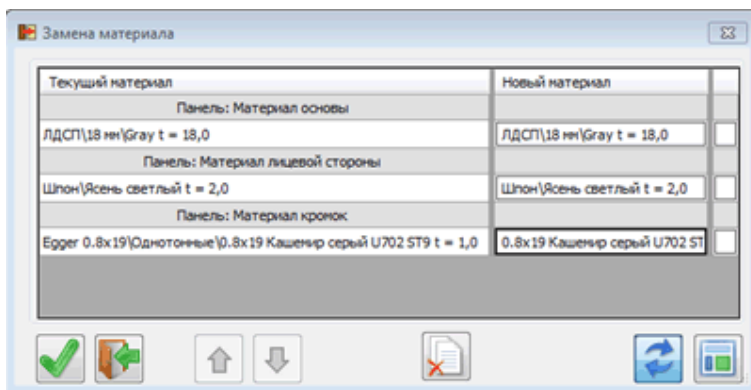 Замена материала
Текущий материал Новый материал
Панель: Материал основы
ЛДСП\18 мм\Gray t = 18,0 ЛДСП\18 мм\Gray t = 18,0
Панель: Материал лицевой стороны
Шпон\Ясень светлый t = 2,0 Шпон\Ясень светлый t = 2,0
Панель: Материал кромок
Egger 0.8x19\Однотонные\0.8x19 Кашемир серый U702 ST9 t = 1,0 0.8x19 Кашемир серый U702 ST